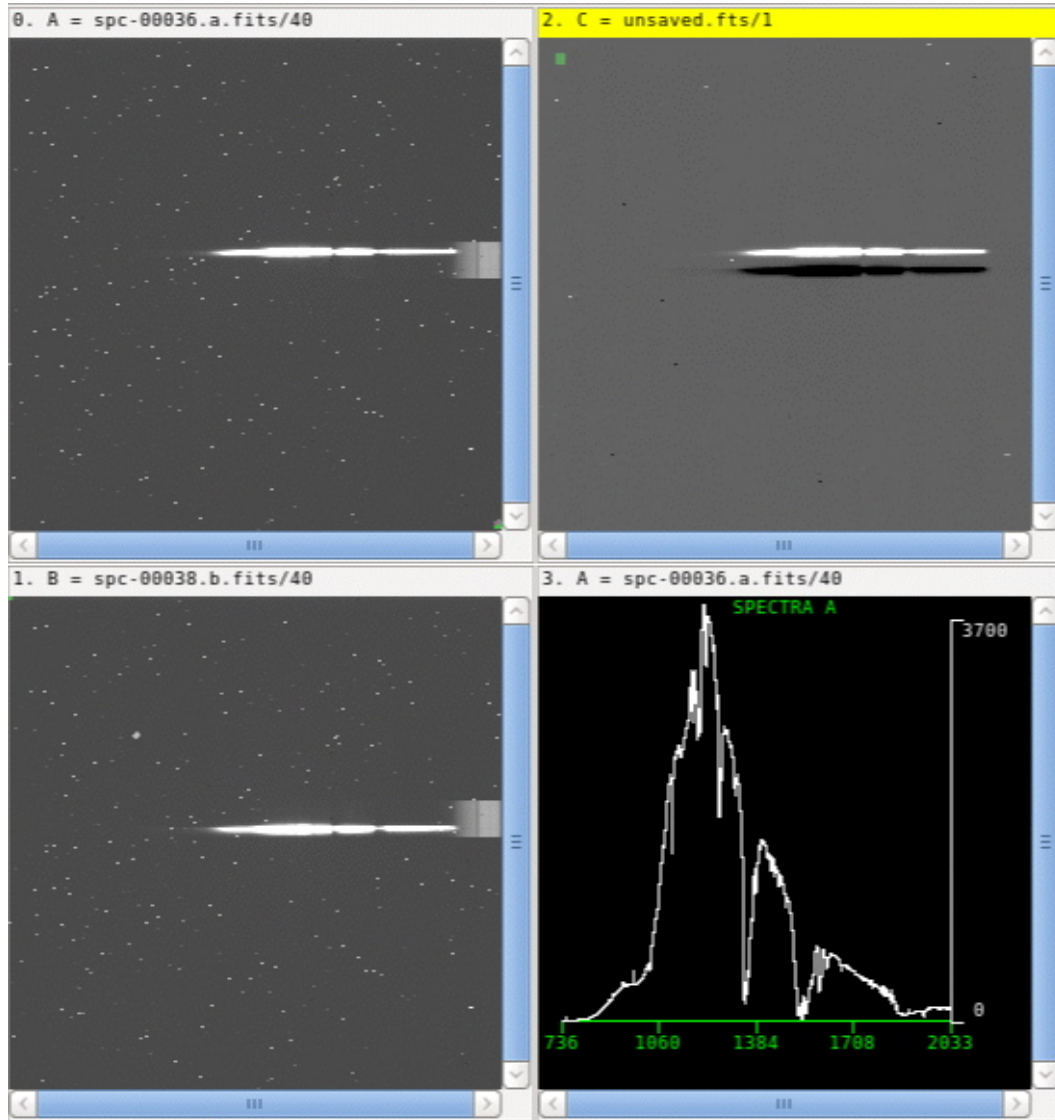 0. A = spc-00036.a.fits/40
2. C = unsaved.fts/1
1. B = spc-00038.b.fits/40
3. A = spc-00036.a.fits/40
SPECTRA A
3700
0
736 1060 1384 1708 2033